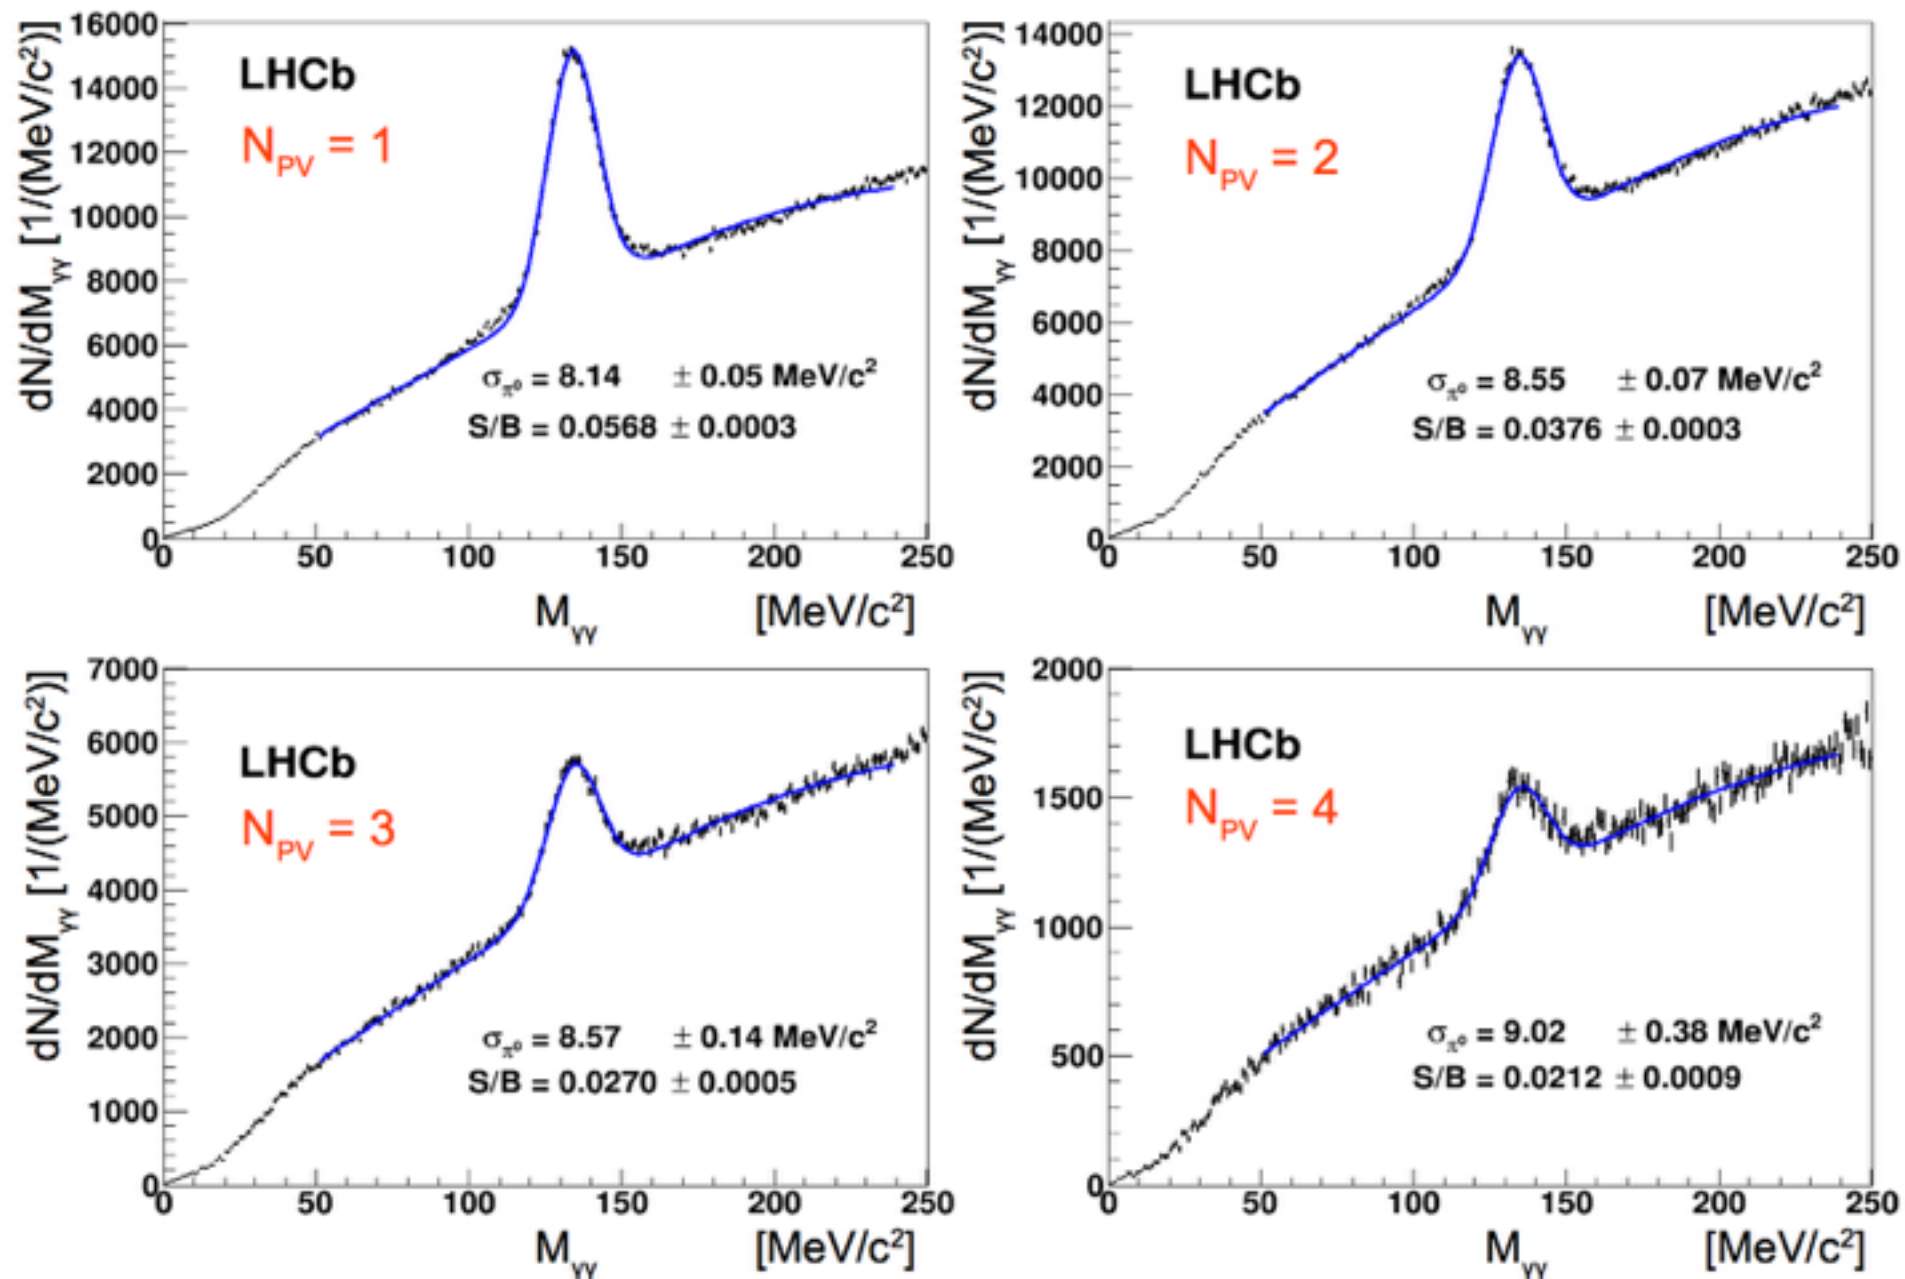 dN/dM_γγ [1/(MeV/c²)]
16000
14000
12000
10000
8000
6000
4000
2000
0
LHCb
N_PV = 1
σ_π⁰ = 8.14 ± 0.05 MeV/c²
S/B = 0.0568 ± 0.0003
0 50 100 150 200 250
M_γγ [MeV/c²]
dN/dM_γγ [1/(MeV/c²)]
14000
12000
10000
8000
6000
4000
2000
0
LHCb
N_PV = 2
σ_π⁰ = 8.55 ± 0.07 MeV/c²
S/B = 0.0376 ± 0.0003
0 50 100 150 200 250
M_γγ [MeV/c²]
dN/dM_γγ [1/(MeV/c²)]
7000
6000
5000
4000
3000
2000
1000
0
LHCb
N_PV = 3
σ_π⁰ = 8.57 ± 0.14 MeV/c²
S/B = 0.0270 ± 0.0005
0 50 100 150 200 250
M_γγ [MeV/c²]
dN/dM_γγ [1/(MeV/c²)]
2000
1500
1000
500
0
LHCb
N_PV = 4
σ_π⁰ = 9.02 ± 0.38 MeV/c²
S/B = 0.0212 ± 0.0009
0 50 100 150 200 250
M_γγ [MeV/c²]